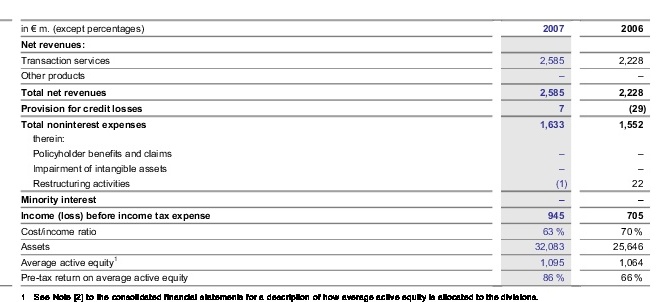 in € m. (except percentages) 2007 2006
Net revenues:
Transaction services 2,585 2,228
Other products – –
Total net revenues 2,585 2,228
Provision for credit losses 7 (29)
Total noninterest expenses 1,633 1,552
therein:
Policyholder benefits and claims – –
Impairment of intangible assets – –
Restructuring activities (1) 22
Minority interest – –
Income (loss) before income tax expense 945 705
Cost/income ratio 63 % 70 %
Assets 32,083 25,646
Average active equity1 1,095 1,064
Pre-tax return on average active equity 86 % 66 %
1 See Note [2] to the consolidated financial statements for a description of how average active equity is allocated to the divisions.